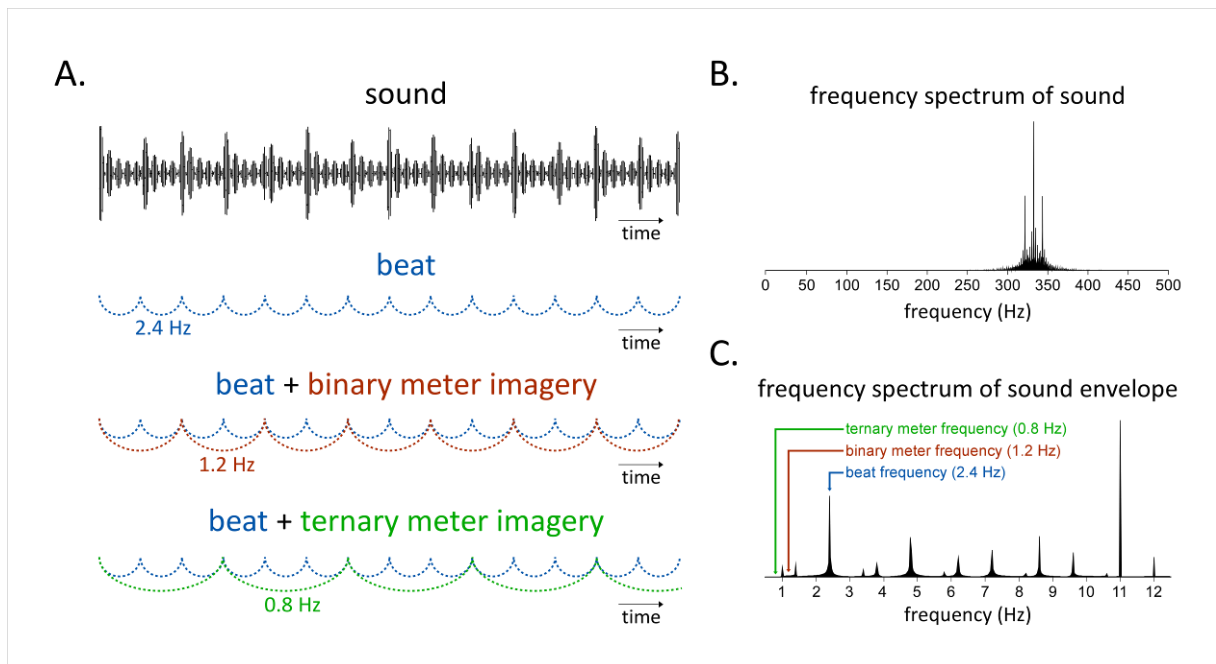 A.
sound
time
beat
2.4 Hz
time
beat + binary meter imagery
1.2 Hz
time
beat + ternary meter imagery
0.8 Hz
time
B.
frequency spectrum of sound
0 50 100 150 200 250 300 350 400 450 500
frequency (Hz)
C.
frequency spectrum of sound envelope
ternary meter frequency (0.8 Hz)
binary meter frequency (1.2 Hz)
beat frequency (2.4 Hz)
1 2 3 4 5 6 7 8 9 10 11 12
frequency (Hz)